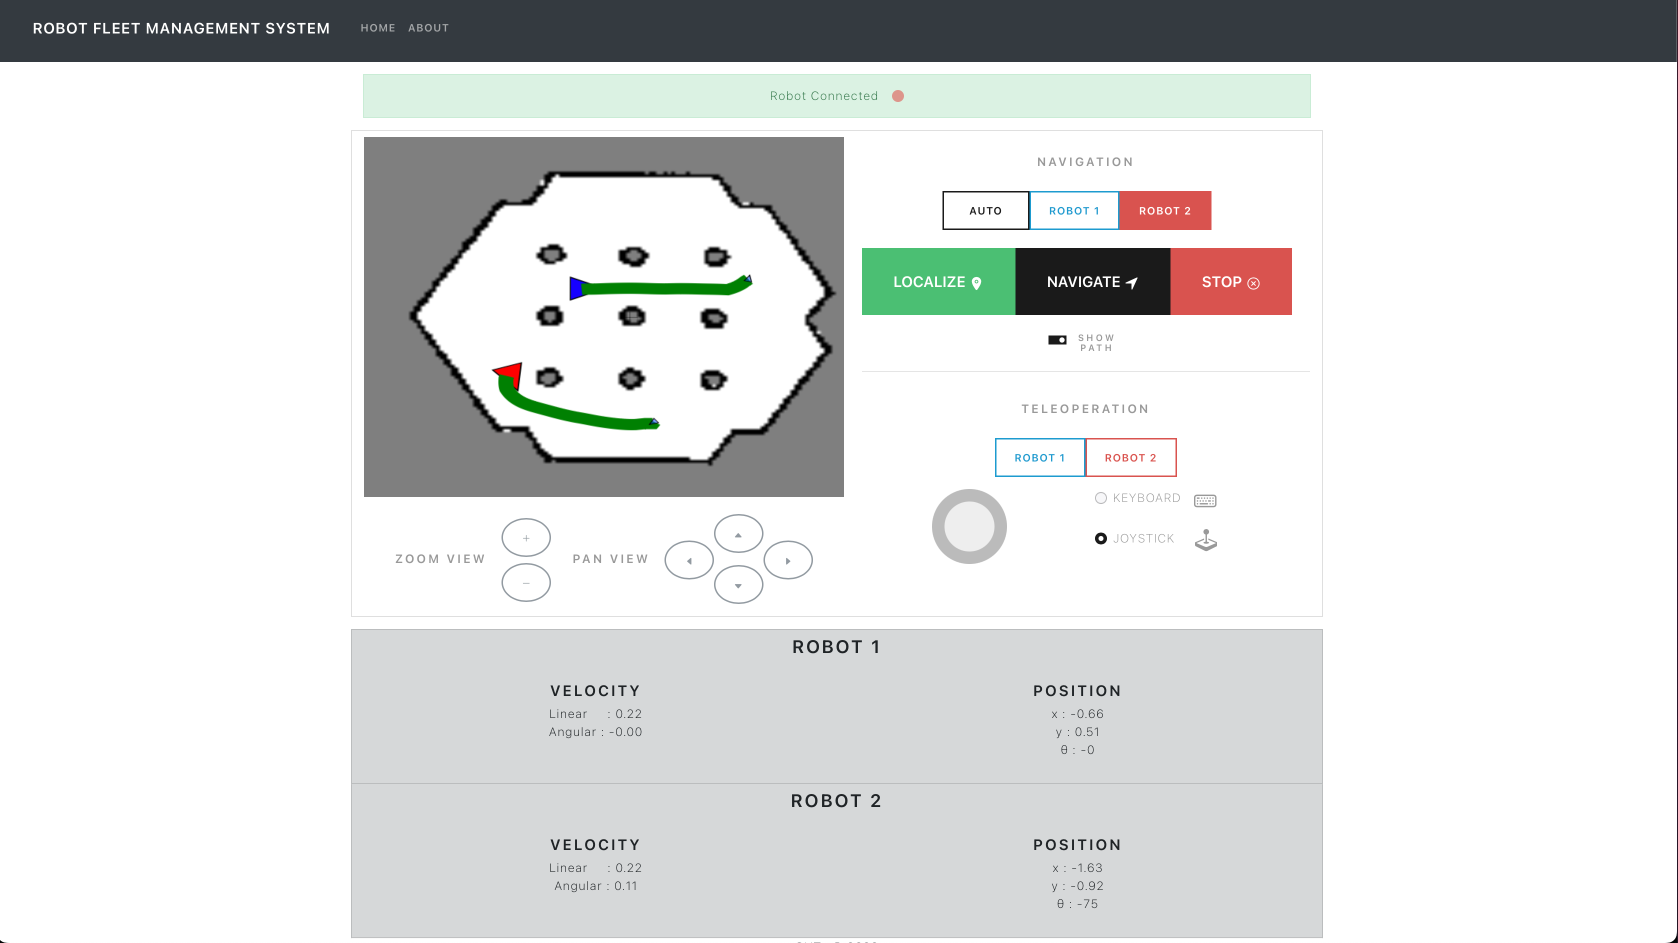 ROBOT FLEET MANAGEMENT SYSTEM HOME ABOUT
Robot Connected
NAVIGATION
AUTO ROBOT 1 ROBOT 2
LOCALIZE NAVIGATE STOP
SHOW
PATH
TELEOPERATION
ROBOT 1 ROBOT 2
KEYBOARD
JOYSTICK
ZOOM VIEW + − PAN VIEW
ROBOT 1
VELOCITY
Linear : 0.22
Angular : -0.00
POSITION
x : -0.66
y : 0.51
θ : -0
ROBOT 2
VELOCITY
Linear : 0.22
Angular : 0.11
POSITION
x : -1.63
y : -0.92
θ : -75